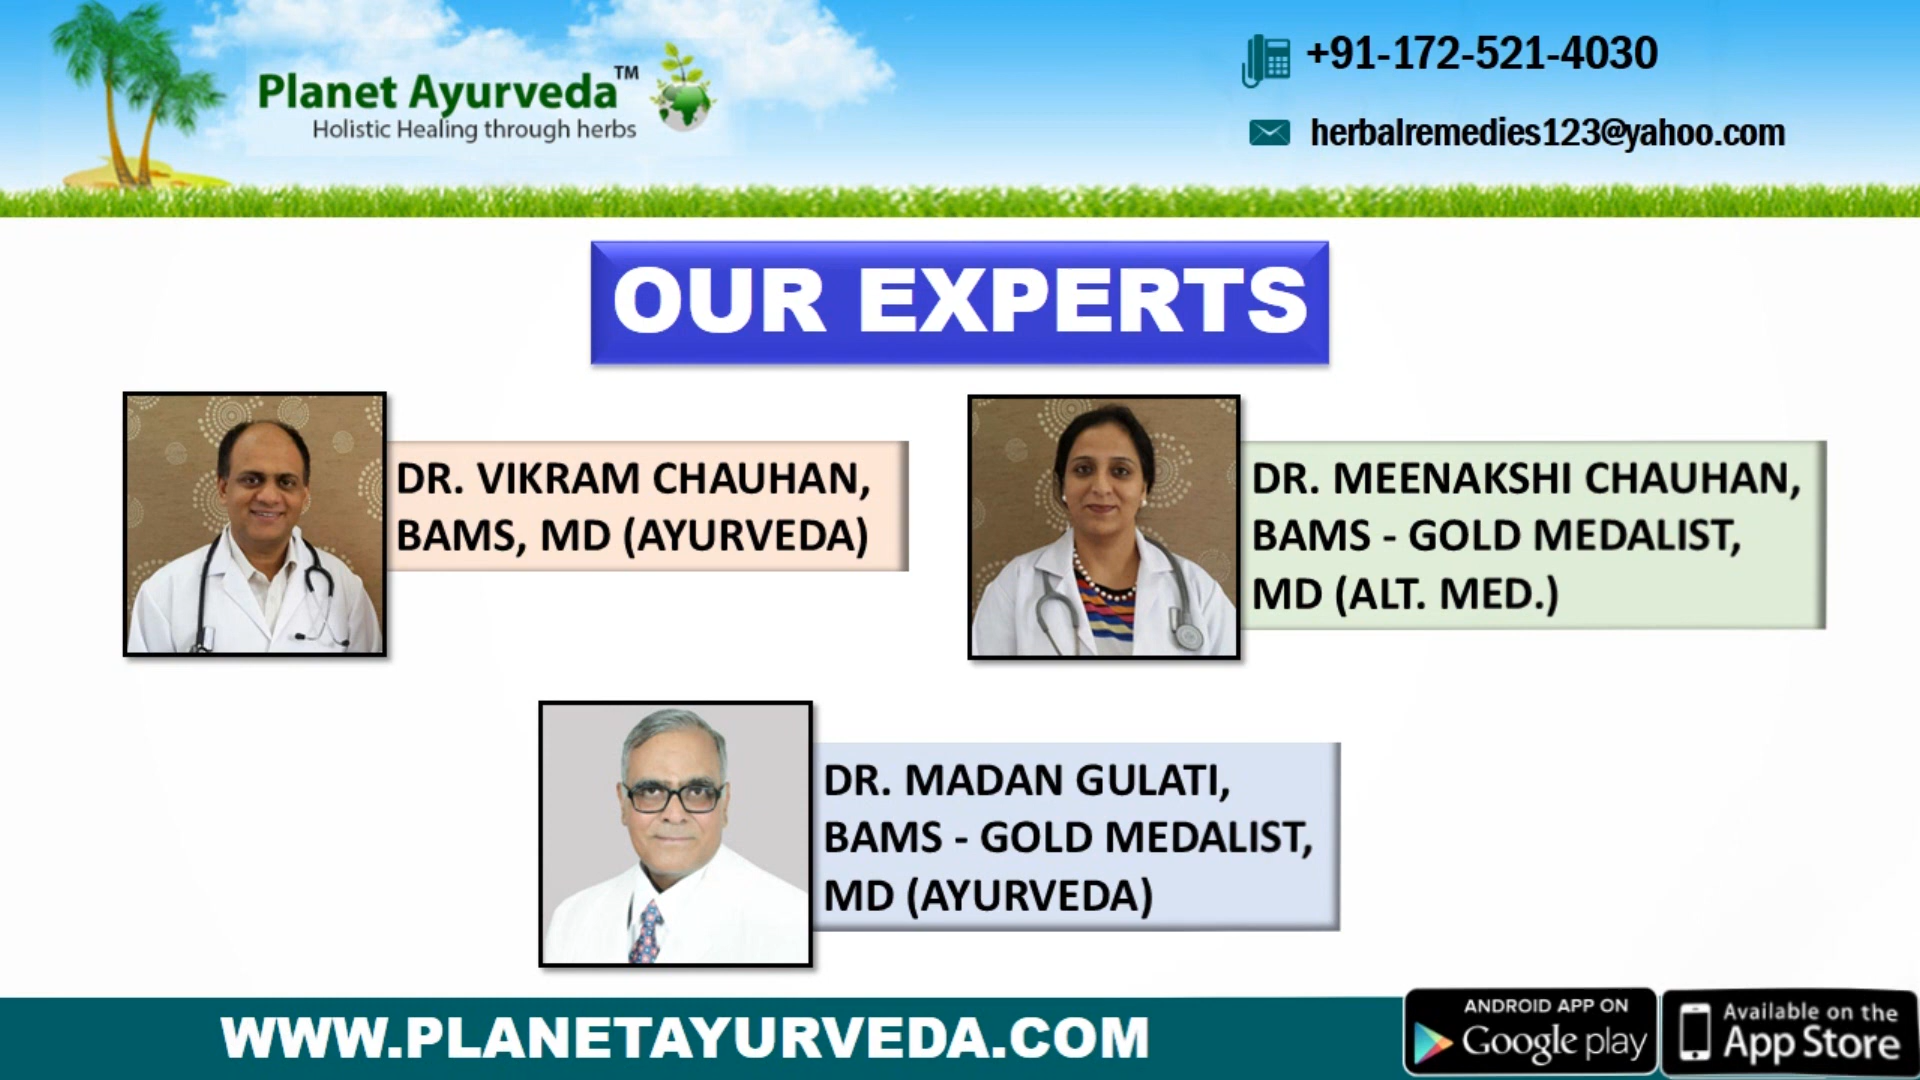 Planet Ayurveda™
Holistic Healing through herbs
+91-172-521-4030
herbalremedies123@yahoo.com
OUR EXPERTS
DR. VIKRAM CHAUHAN,
BAMS, MD (AYURVEDA)
DR. MEENAKSHI CHAUHAN,
BAMS - GOLD MEDALIST,
MD (ALT. MED.)
DR. MADAN GULATI,
BAMS - GOLD MEDALIST,
MD (AYURVEDA)
WWW.PLANETAYURVEDA.COM
ANDROID APP ON
Google play
Available on the
App Store